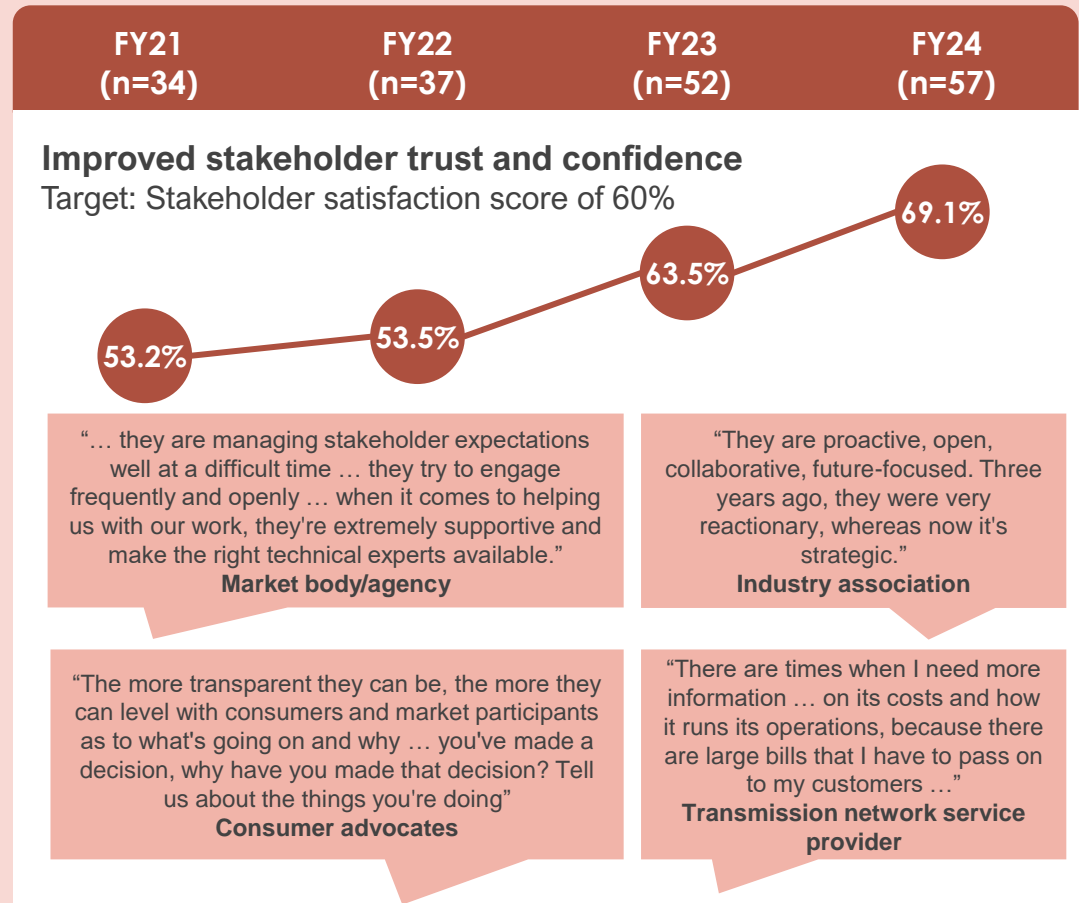 FY21
(n=34)
FY22
(n=37)
FY23
(n=52)
FY24
(n=57)
Improved stakeholder trust and confidence
Target: Stakeholder satisfaction score of 60%
53.2%
53.5%
63.5%
69.1%
“… they are managing stakeholder expectations
well at a difficult time … they try to engage
frequently and openly … when it comes to helping
us with our work, they're extremely supportive and
make the right technical experts available.”
Market body/agency
“They are proactive, open,
collaborative, future-focused. Three
years ago, they were very
reactionary, whereas now it's
strategic.”
Industry association
“The more transparent they can be, the more they
can level with consumers and market participants
as to what's going on and why … you've made a
decision, why have you made that decision? Tell
us about the things you're doing”
Consumer advocates
“There are times when I need more
information … on its costs and how
it runs its operations, because there
are large bills that I have to pass on
to my customers …”
Transmission network service
provider